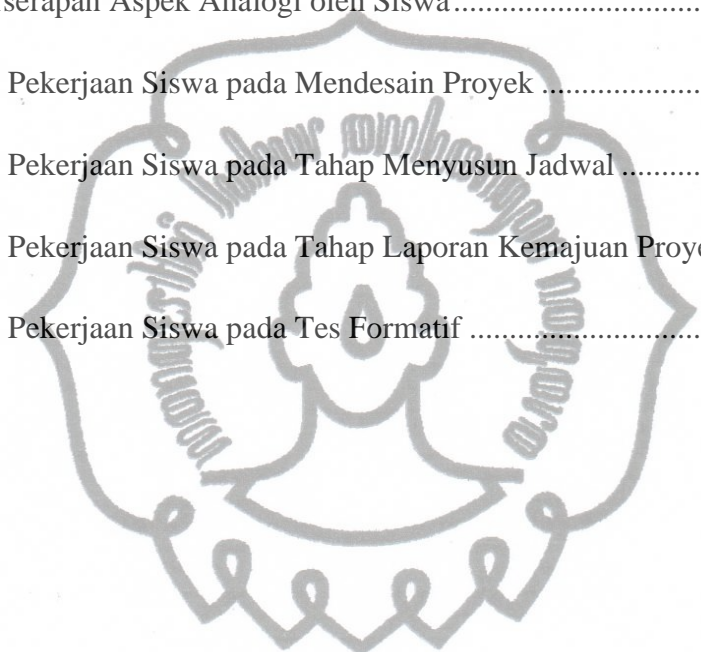 serapan Aspek Analogi oleh Siswa..............................
Pekerjaan Siswa pada Mendesain Proyek ...................
Pekerjaan Siswa pada Tahap Menyusun Jadwal ..........
Pekerjaan Siswa pada Tahap Laporan Kemajuan Proye
Pekerjaan Siswa pada Tes Formatif ............................